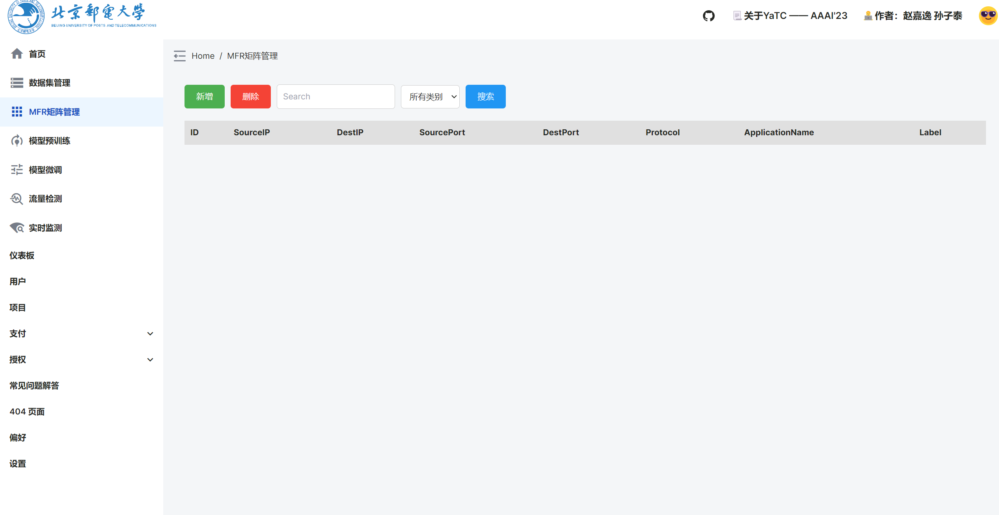 北京郵電大學
BEIJING UNIVERSITY OF POSTS AND TELECOMMUNICATIONS
关于YaTC —— AAAI'23
作者：赵嘉逸 孙子泰
首页
数据集管理
MFR矩阵管理
模型预训练
模型微调
流量检测
实时监测
仪表板
用户
项目
支付
授权
常见问题解答
404 页面
偏好
设置
Home / MFR矩阵管理
新增 删除 Search 所有类别 搜索
ID SourceIP DestIP SourcePort DestPort Protocol ApplicationName Label